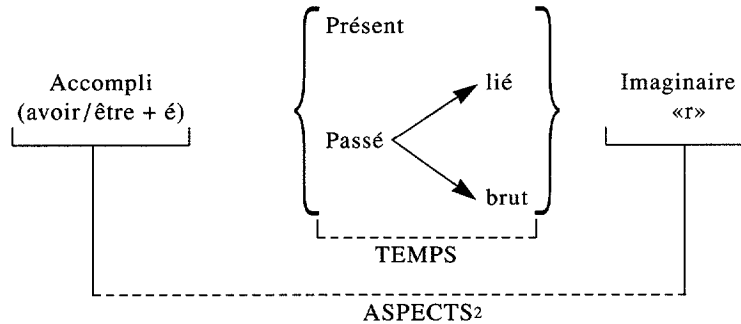 Présent
Accompli
(avoir/être + é)
lié
Imaginaire
«r»
Passé
brut
TEMPS
ASPECTS2